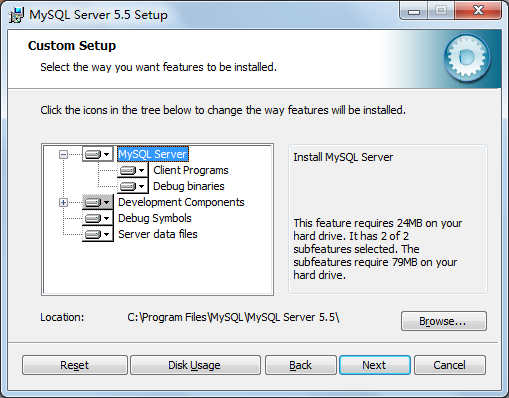 MySQL Server 5.5 Setup
Custom Setup
Select the way you want features to be installed.
Click the icons in the tree below to change the way features will be installed.
MySQL Server
Client Programs
Debug binaries
Development Components
Debug Symbols
Server data files
Install MySQL Server
This feature requires 24MB on your
hard drive. It has 2 of 2
subfeatures selected. The
subfeatures require 79MB on your
hard drive.
Location:
C:\Program Files\MySQL\MySQL Server 5.5\
Browse...
Reset
Disk Usage
Back
Next
Cancel